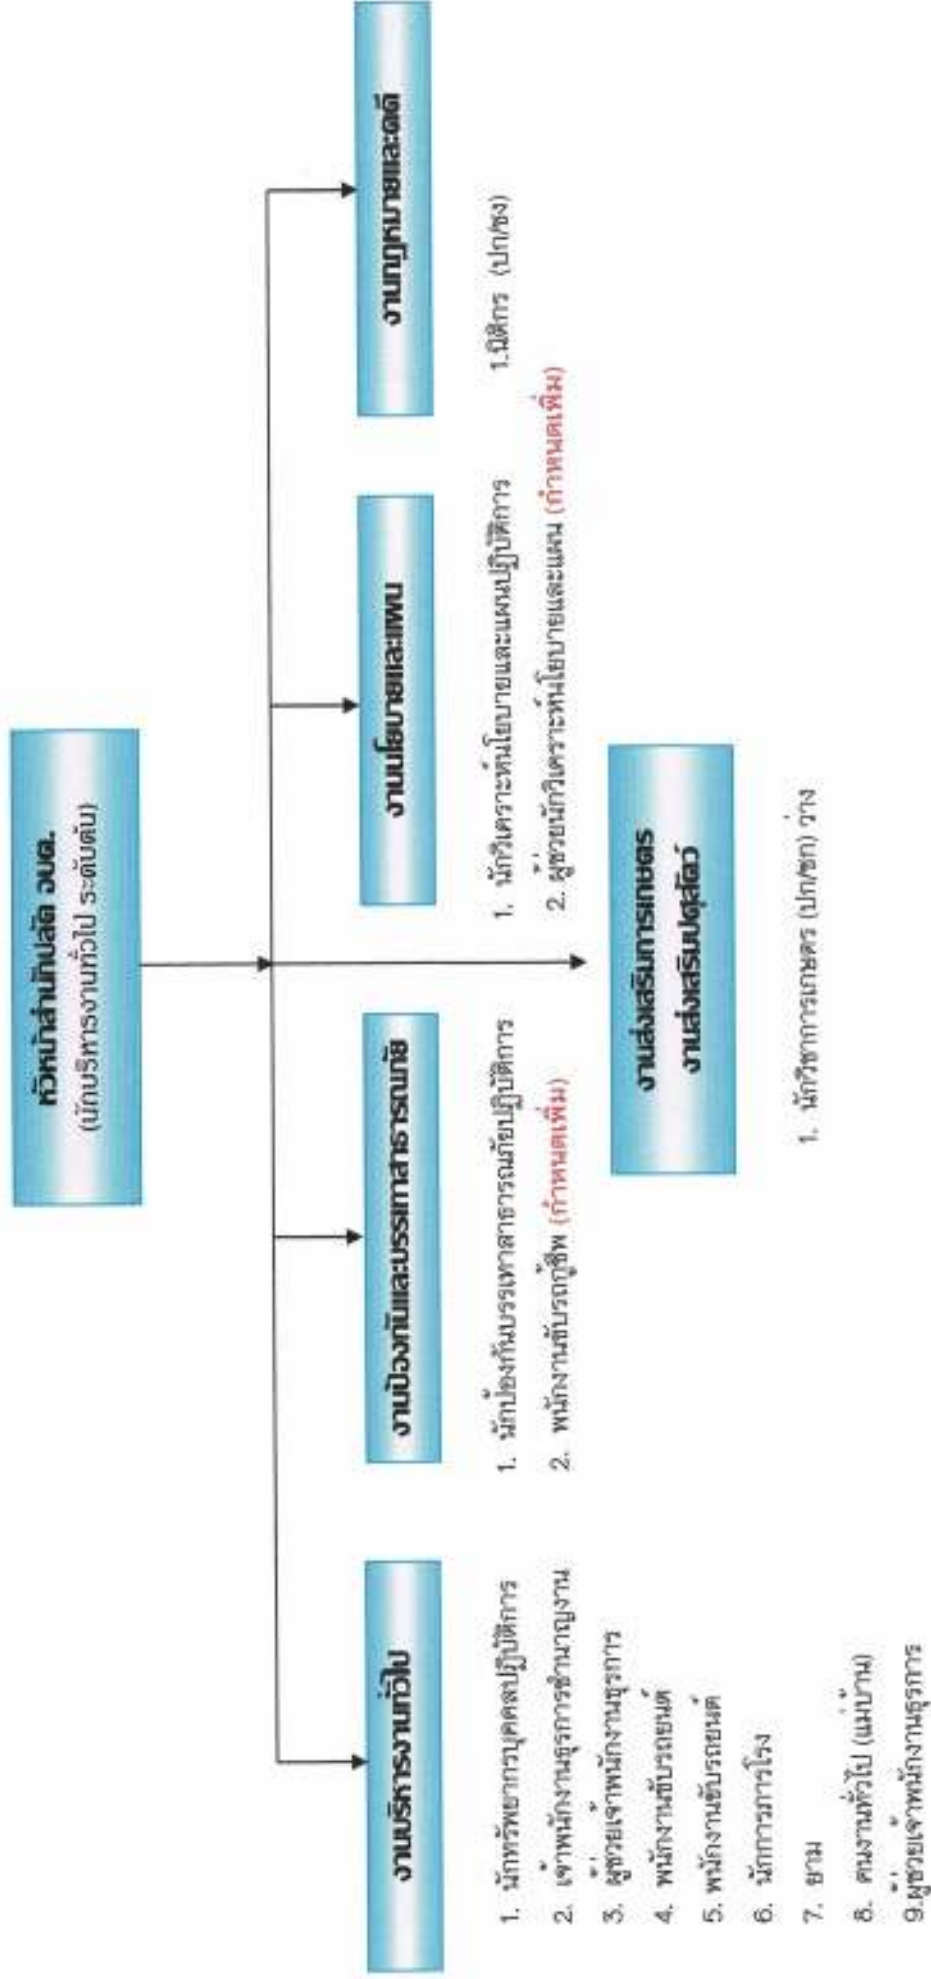 หัวหน้าสำนักปลัด อบต.
(นักบริหารงานทั่วไป ระดับต้น)
งานบริหารงานทั่วไป
1. นักทรัพยากรบุคคลปฏิบัติการ
2. เจ้าพนักงานธุรการชำนาญงาน
3. ผู้ช่วยเจ้าพนักงานธุรการ
4. พนักงานขับรถยนต์
5. พนักงานขับรถยนต์
6. นักการภารโรง
7. ยาม
8. คนงานทั่วไป (แม่บ้าน)
9.ผู้ช่วยเจ้าพนักงานธุรการ
งานป้องกันและบรรเทาสาธารณภัย
1. นักป้องกันบรรเทาสาธารณภัยปฏิบัติการ
2. พนักงานขับรถกู้ชีพ (กำหนดเพิ่ม)
งานนโยบายและแผน
1. นักวิเคราะห์นโยบายและแผนปฏิบัติการ
2. ผู้ช่วยนักวิเคราะห์นโยบายและแผน (กำหนดเพิ่ม)
งานกฎหมายและคดี
1.นิติกร (ปก/ชง)
งานส่งเสริมการเกษตร
งานส่งเสริมปศุสัตว์
1. นักวิชาการเกษตร (ปก/ชก) ว่าง